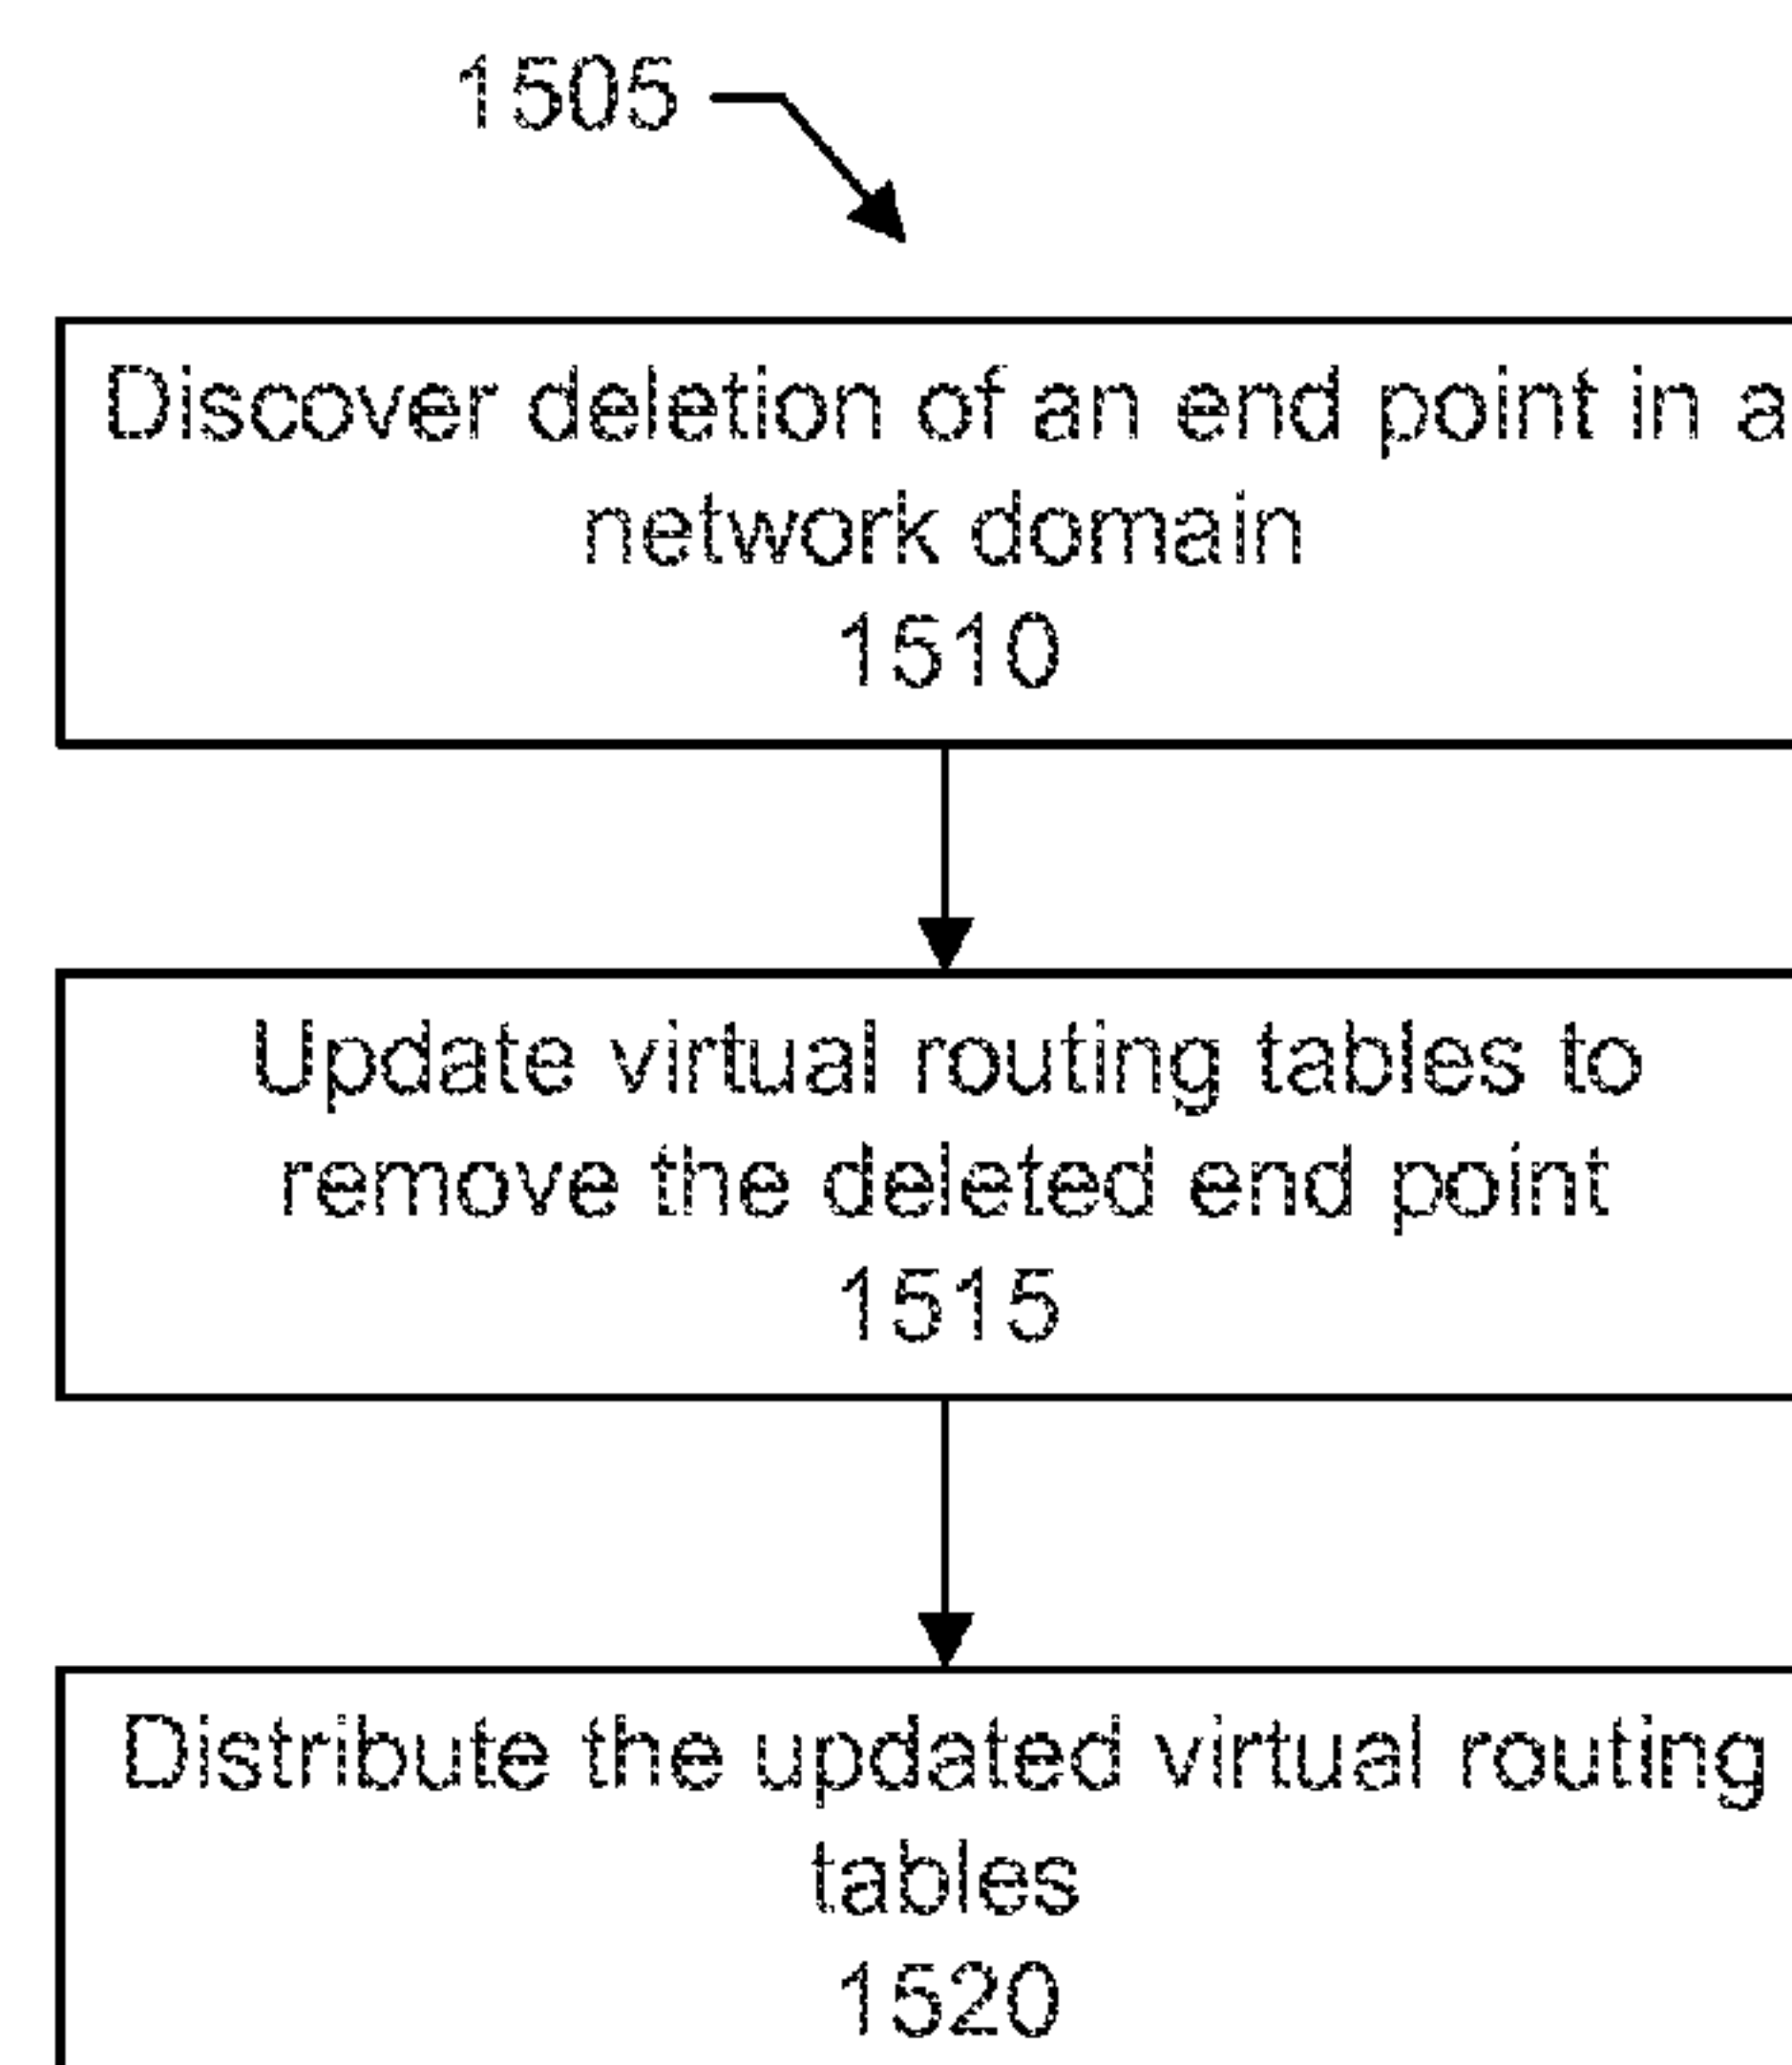 1505
Discover deletion of an end point in a
network domain
1510
Update virtual routing tables to
remove the deleted end point
1515
Distribute the updated virtual routing
tables
1520